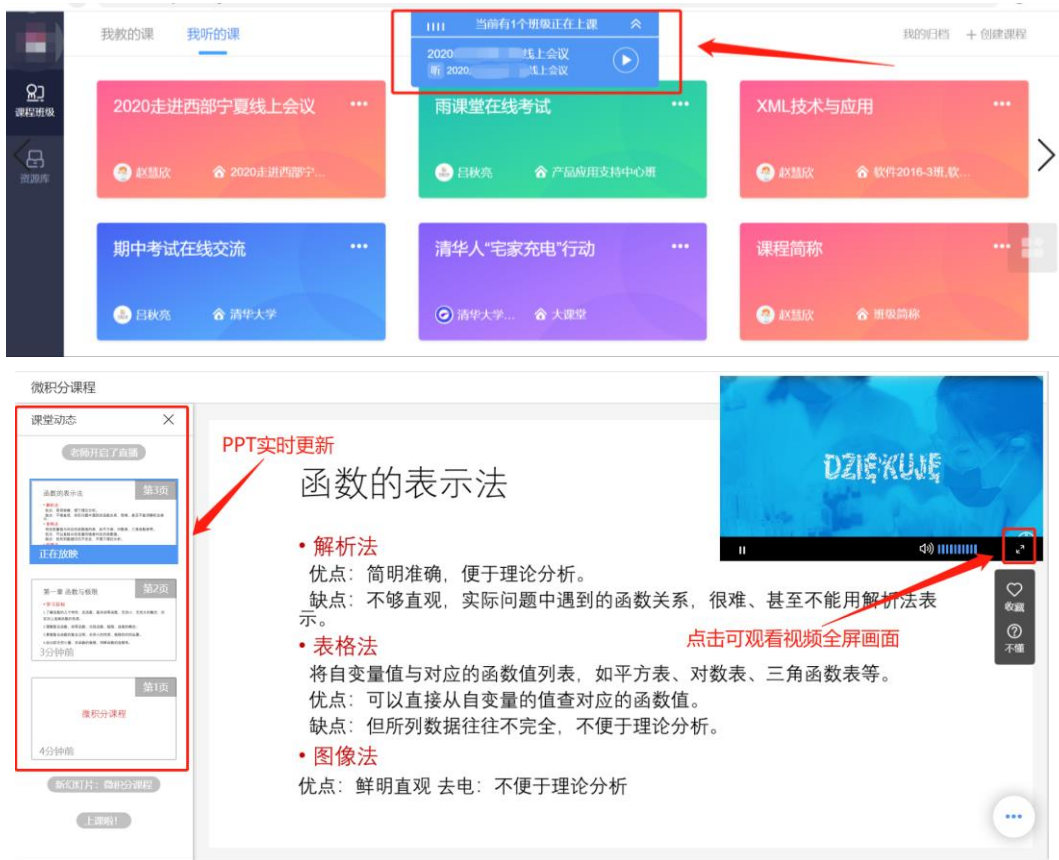 我教的课 我听的课
当前有1个班级正在上课
2020 线上会议
听 2020. 线上会议
我的归档 + 创建课程
课程班级
资源库
2020走进西部宁夏线上会议 •••
赵慧欣 2020走进西部宁...
雨课堂在线考试 •••
吕秋亮 产品应用支持中心班
XML技术与应用 •••
赵慧欣 软件2016-3班,软...
期中考试在线交流 •••
吕秋亮 清华大学
清华人“宅家充电”行动 •••
清华大学... 大课堂
课程简称 •••
赵慧欣 班级简称
微积分课程
课堂动态
老师开启了直播
第3页
函数的表示法
正在放映
第2页
第一章 函数与极限
3分钟前
第1页
微积分课程
4分钟前
新幻灯片：微积分课程
上课啦！
PPT实时更新
函数的表示法
• 解析法
优点：简明准确，便于理论分析。
缺点：不够直观，实际问题中遇到的函数关系，很难、甚至不能用解析法表
示。
• 表格法
将自变量值与对应的函数值列表，如平方表、对数表、三角函数表等。
优点：可以直接从自变量的值查对应的函数值。
缺点：但所列数据往往不完全，不便于理论分析。
• 图像法
优点：鲜明直观 去电：不便于理论分析
DZIĘKUJĘ
点击可观看视频全屏画面
收藏
不懂